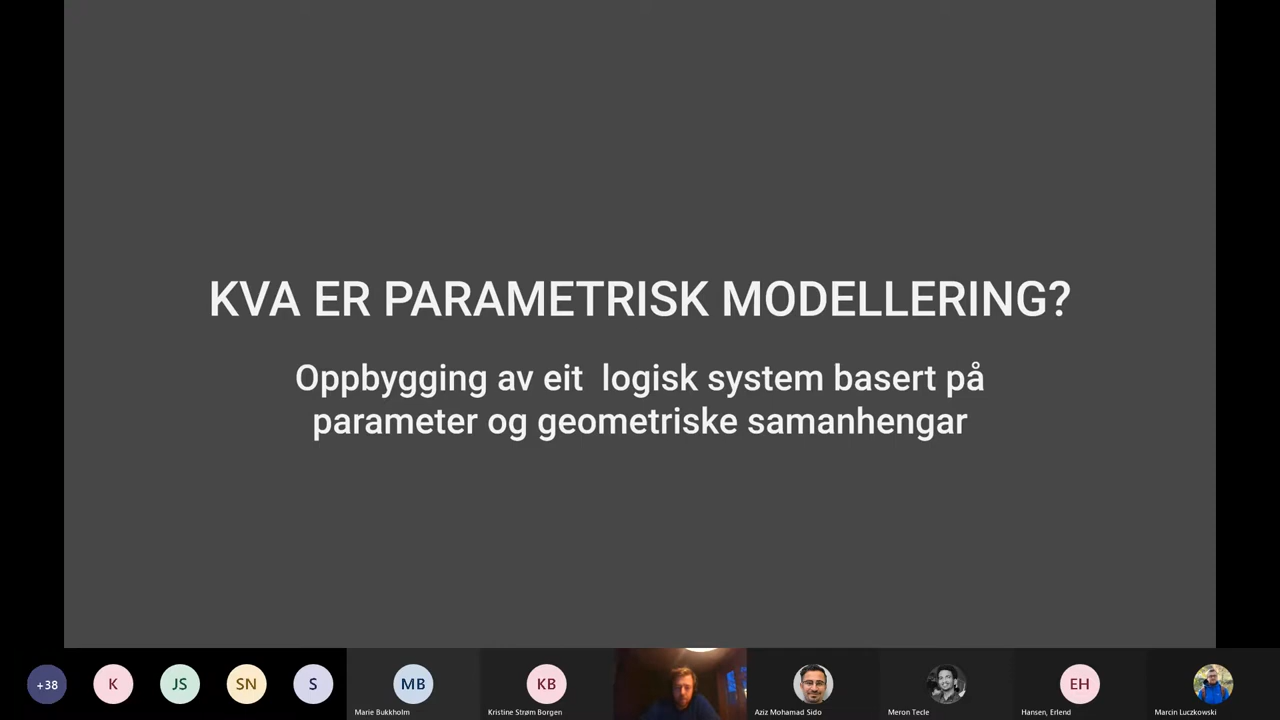 KVA ER PARAMETRISK MODELLERING?
Oppbygging av eit  logisk system basert på
parameter og geometriske samanhengar
+38
K
JS
SN
S
MB
KB
EH
Marie Bukkholm
Kristine Strøm Borgen
Aziz Mohamad Sido
Meron Tecle
Hansen, Erlend
Marcin Luczkowski